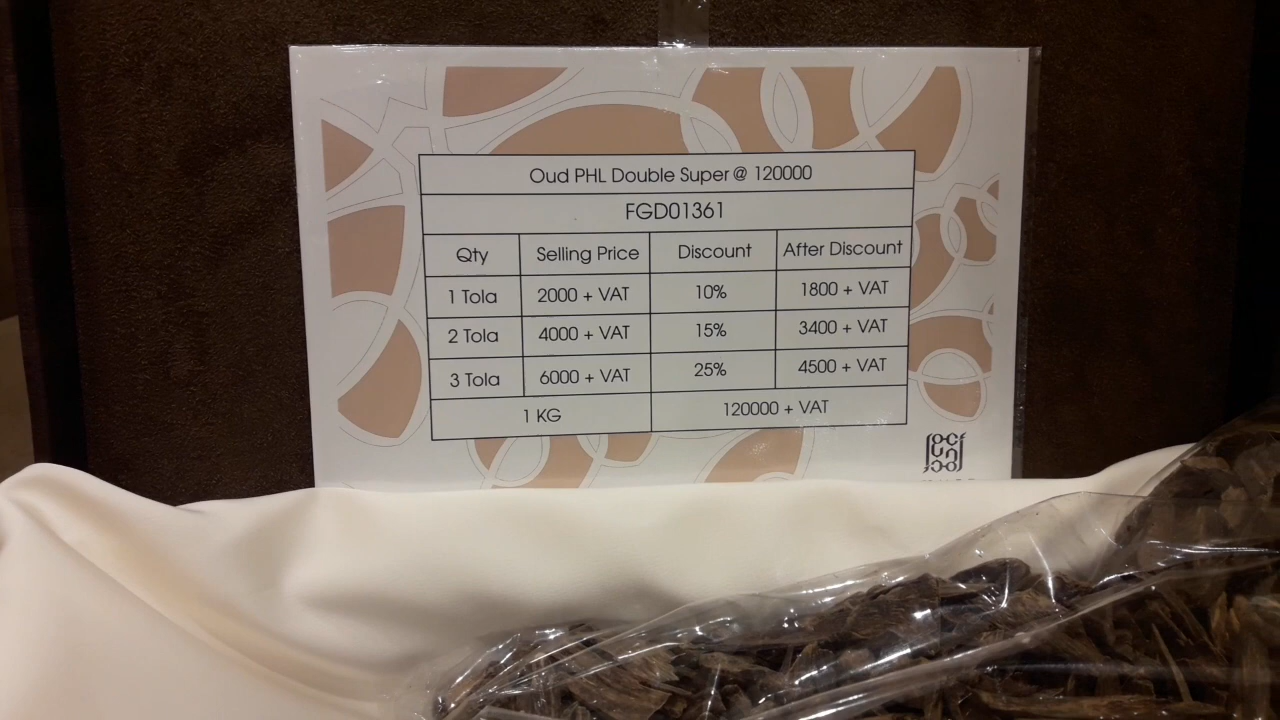 Oud PHL Double Super @ 120000
FGD01361
Qty Selling Price Discount After Discount
1 Tola 2000 + VAT 10% 1800 + VAT
2 Tola 4000 + VAT 15% 3400 + VAT
3 Tola 6000 + VAT 25% 4500 + VAT
1 KG 120000 + VAT